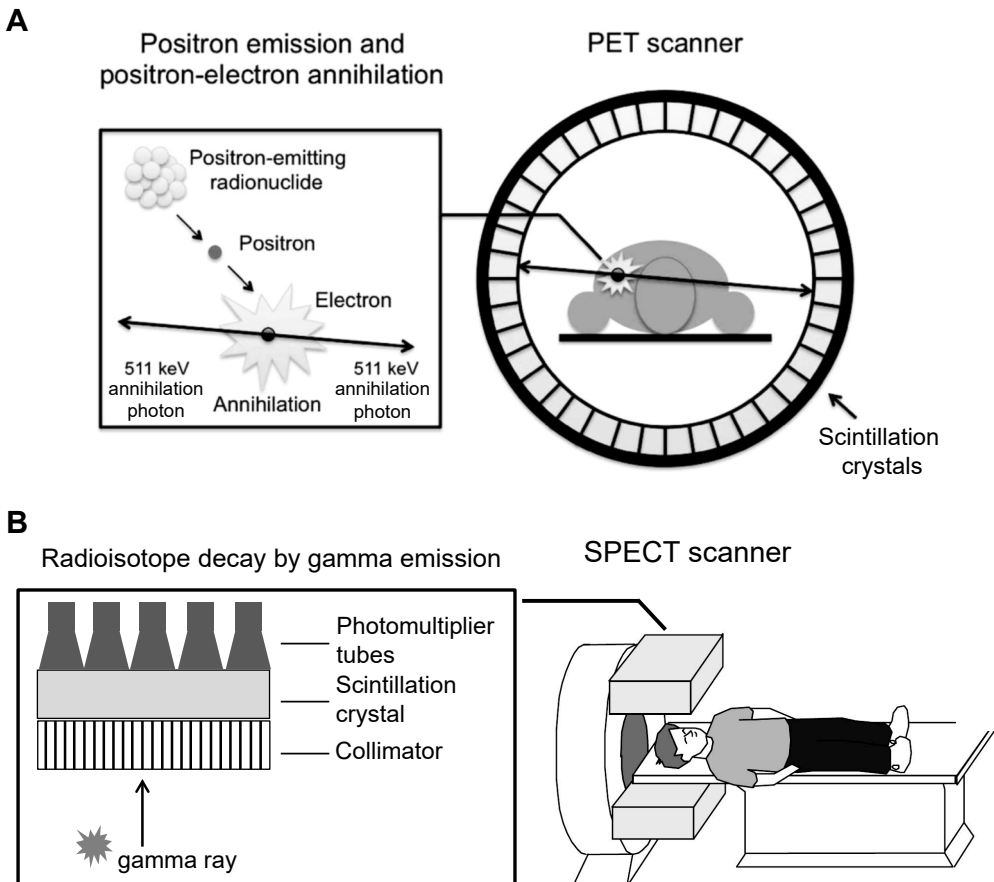 A
Positron emission and
positron-electron annihilation
PET scanner
Positron-emitting
radionuclide
Positron
Electron
511 keV
annihilation
photon
Annihilation
511 keV
annihilation
photon
Scintillation
crystals
B
Radioisotope decay by gamma emission
SPECT scanner
Photomultiplier
tubes
Scintillation
crystal
Collimator
gamma ray